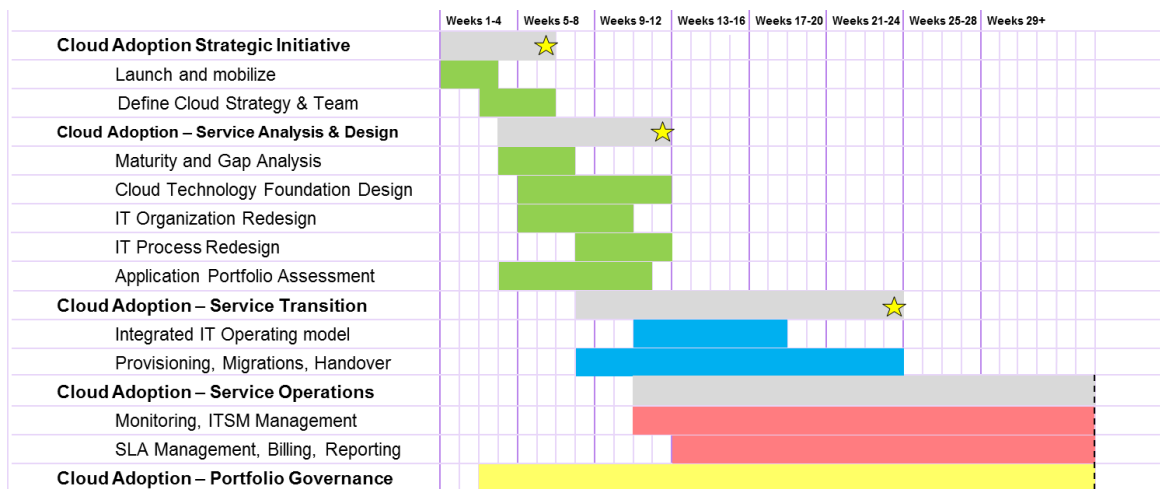 Weeks 1-4 Weeks 5-8 Weeks 9-12 Weeks 13-16 Weeks 17-20 Weeks 21-24 Weeks 25-28 Weeks 29+
Cloud Adoption Strategic Initiative
Launch and mobilize
Define Cloud Strategy & Team
Cloud Adoption – Service Analysis & Design
Maturity and Gap Analysis
Cloud Technology Foundation Design
IT Organization Redesign
IT Process Redesign
Application Portfolio Assessment
Cloud Adoption – Service Transition
Integrated IT Operating model
Provisioning, Migrations, Handover
Cloud Adoption – Service Operations
Monitoring, ITSM Management
SLA Management, Billing, Reporting
Cloud Adoption – Portfolio Governance